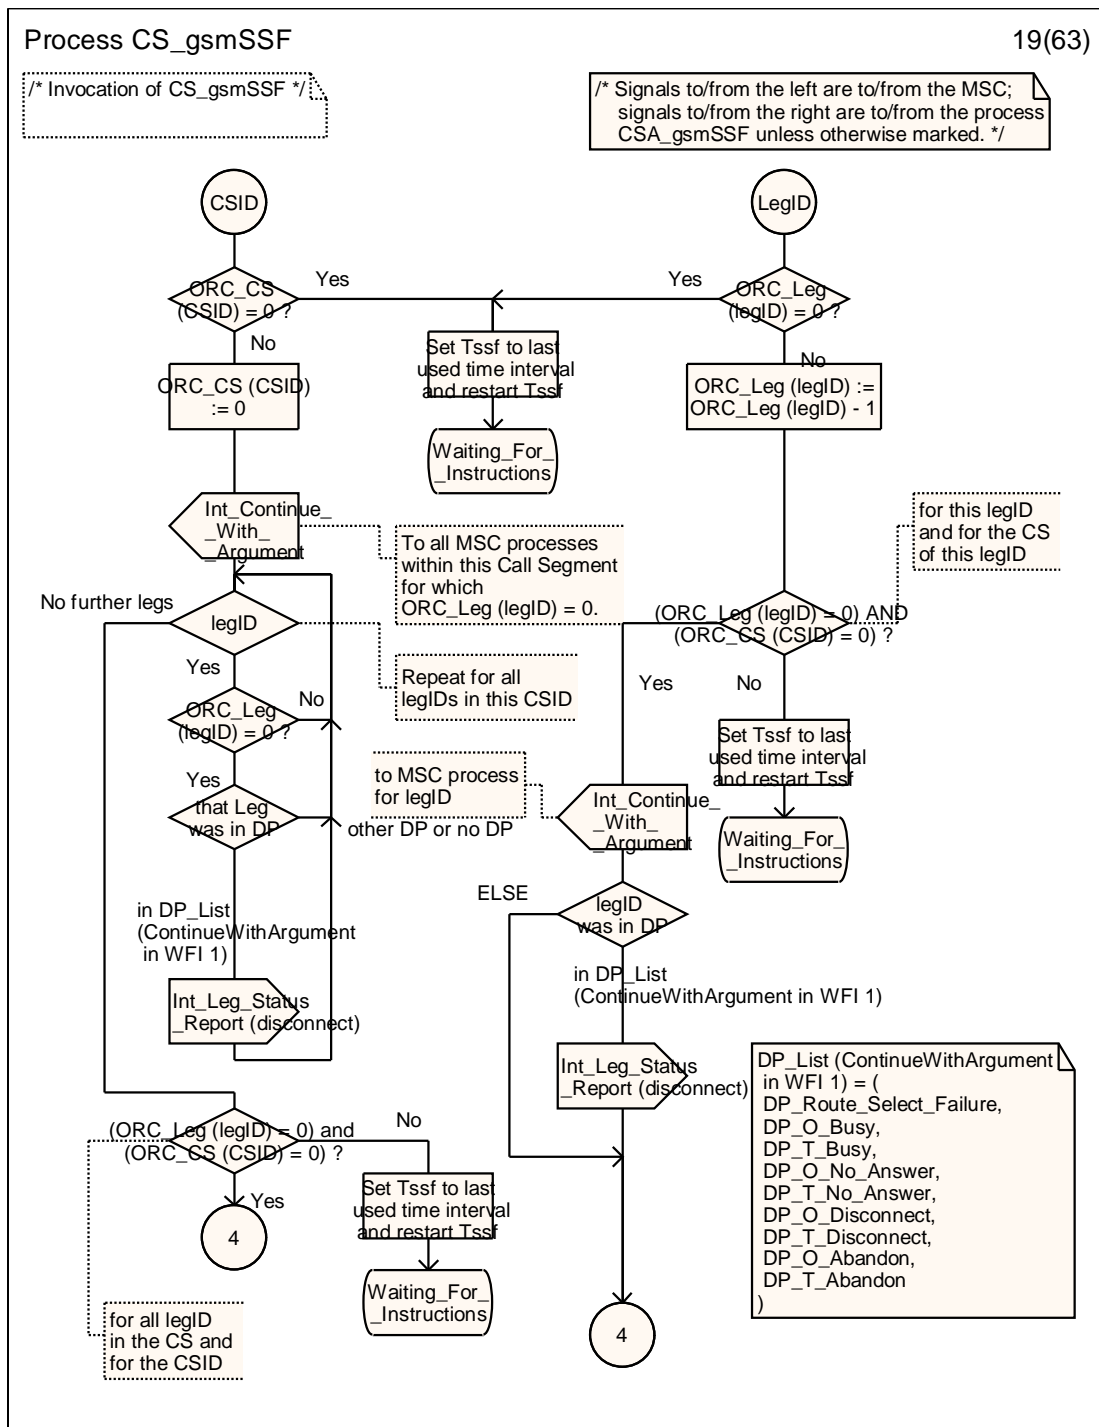 Process CS_gsmSSF
19(63)
/* Invocation of CS_gsmSSF */
/* Signals to/from the left are to/from the MSC;
signals to/from the right are to/from the process
CSA_gsmSSF unless otherwise marked. */
CSID
LegID
ORC_CS
(CSID) = 0 ?
Yes
Yes
ORC_Leg
(legID) = 0 ?
No
No
Set Tssf to last
used time interval
and restart Tssf
ORC_CS (CSID)
:= 0
ORC_Leg (legID) :=
ORC_Leg (legID) - 1
Waiting_For_
_Instructions
Int_Continue_
_With_
_Argument
To all MSC processes
within this Call Segment
for which
ORC_Leg (legID) = 0.
for this legID
and for the CS
of this legID
No further legs
legID
(ORC_Leg (legID) = 0) AND
(ORC_CS (CSID) = 0) ?
Yes
Repeat for all
legIDs in this CSID
Yes
No
ORC_Leg
(legID) = 0 ?
No
Set Tssf to last
used time interval
and restart Tssf
Yes
to MSC process
for legID
Int_Continue_
_With_
_Argument
that Leg
was in DP
other DP or no DP
Waiting_For_
_Instructions
ELSE
legID
was in DP
in DP_List
(ContinueWithArgument
in WFI 1)
in DP_List
(ContinueWithArgument in WFI 1)
Int_Leg_Status
_Report (disconnect)
Int_Leg_Status
_Report (disconnect)
DP_List (ContinueWithArgument
in WFI 1) = (
DP_Route_Select_Failure,
DP_O_Busy,
DP_T_Busy,
DP_O_No_Answer,
DP_T_No_Answer,
DP_O_Disconnect,
DP_T_Disconnect,
DP_O_Abandon,
DP_T_Abandon
)
(ORC_Leg (legID) = 0) and
(ORC_CS (CSID) = 0) ?
No
Yes
Set Tssf to last
used time interval
and restart Tssf
4
Waiting_For_
_Instructions
4
for all legID
in the CS and
for the CSID